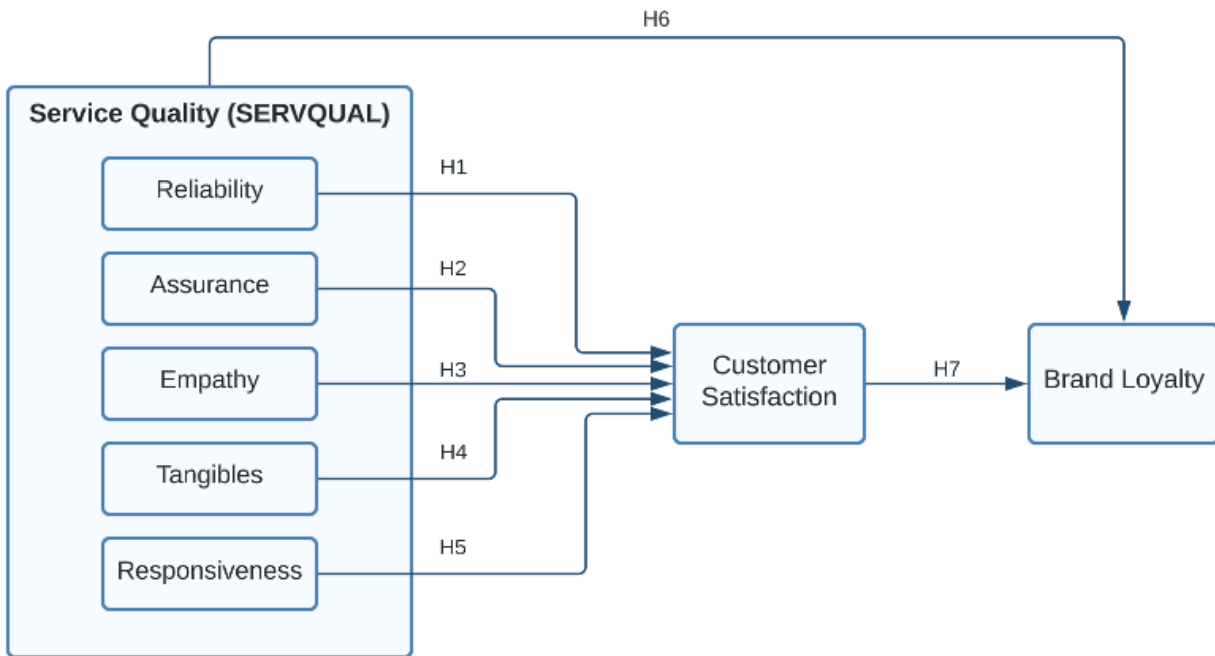 H6
Service Quality (SERVQUAL)
H1
Reliability
H2
Assurance
H3
Empathy
H4
Tangibles
H5
Responsiveness
Customer
Satisfaction
H7
Brand Loyalty